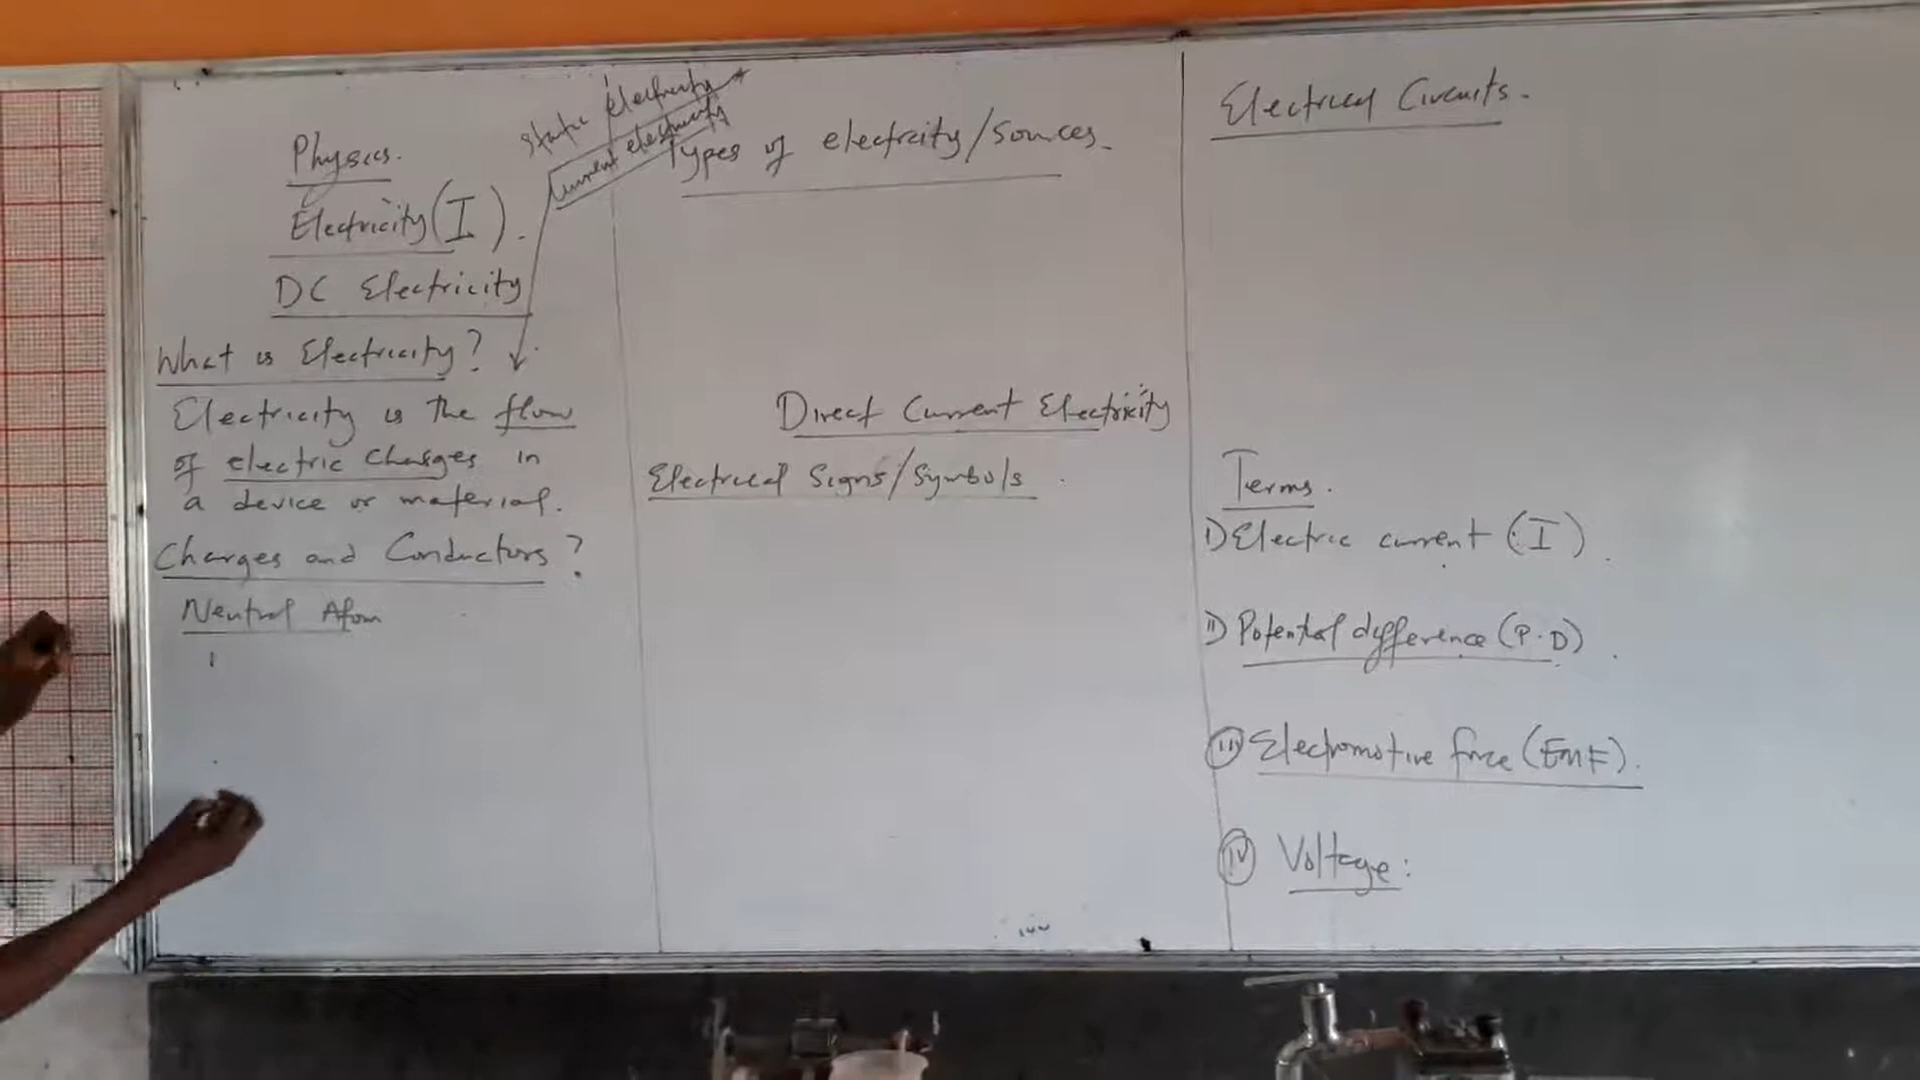 Physics.
Electricity (I).
DC Electricity
What is Electricity?
Electricity is the flow
of electric charges in
a device or material.
Charges and Conductors?
Neutral Atom
Static electricity
Current electricity
Types of electricity/sources
Direct Current Electricity
Electrical Signs/Symbols
Electrical Circuits.
Terms.
I) Electric current (I).
II) Potential difference (P.D)
III Electromotive force (EMF).
IV Voltage: